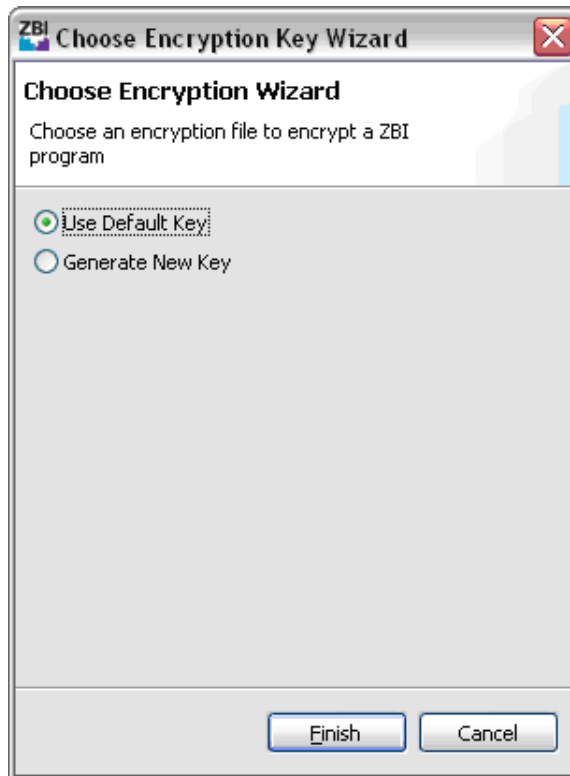 ZBI Choose Encryption Key Wizard
Choose Encryption Wizard
Choose an encryption file to encrypt a ZBI
program
Use Default Key
Generate New Key
Finish Cancel